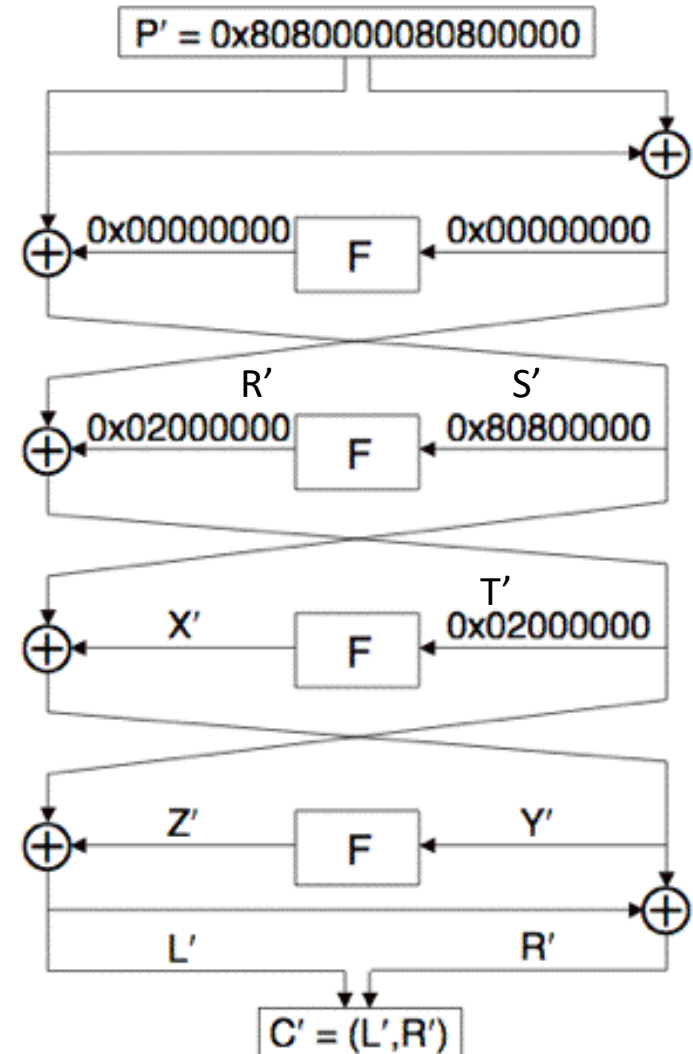 P′ = 0x8080000080800000
0x00000000 F 0x00000000
R’ S’
0x02000000 F 0x80800000
T’
X′ F 0x02000000
Z′ F Y′
L′ R′
C′ = (L′,R′)